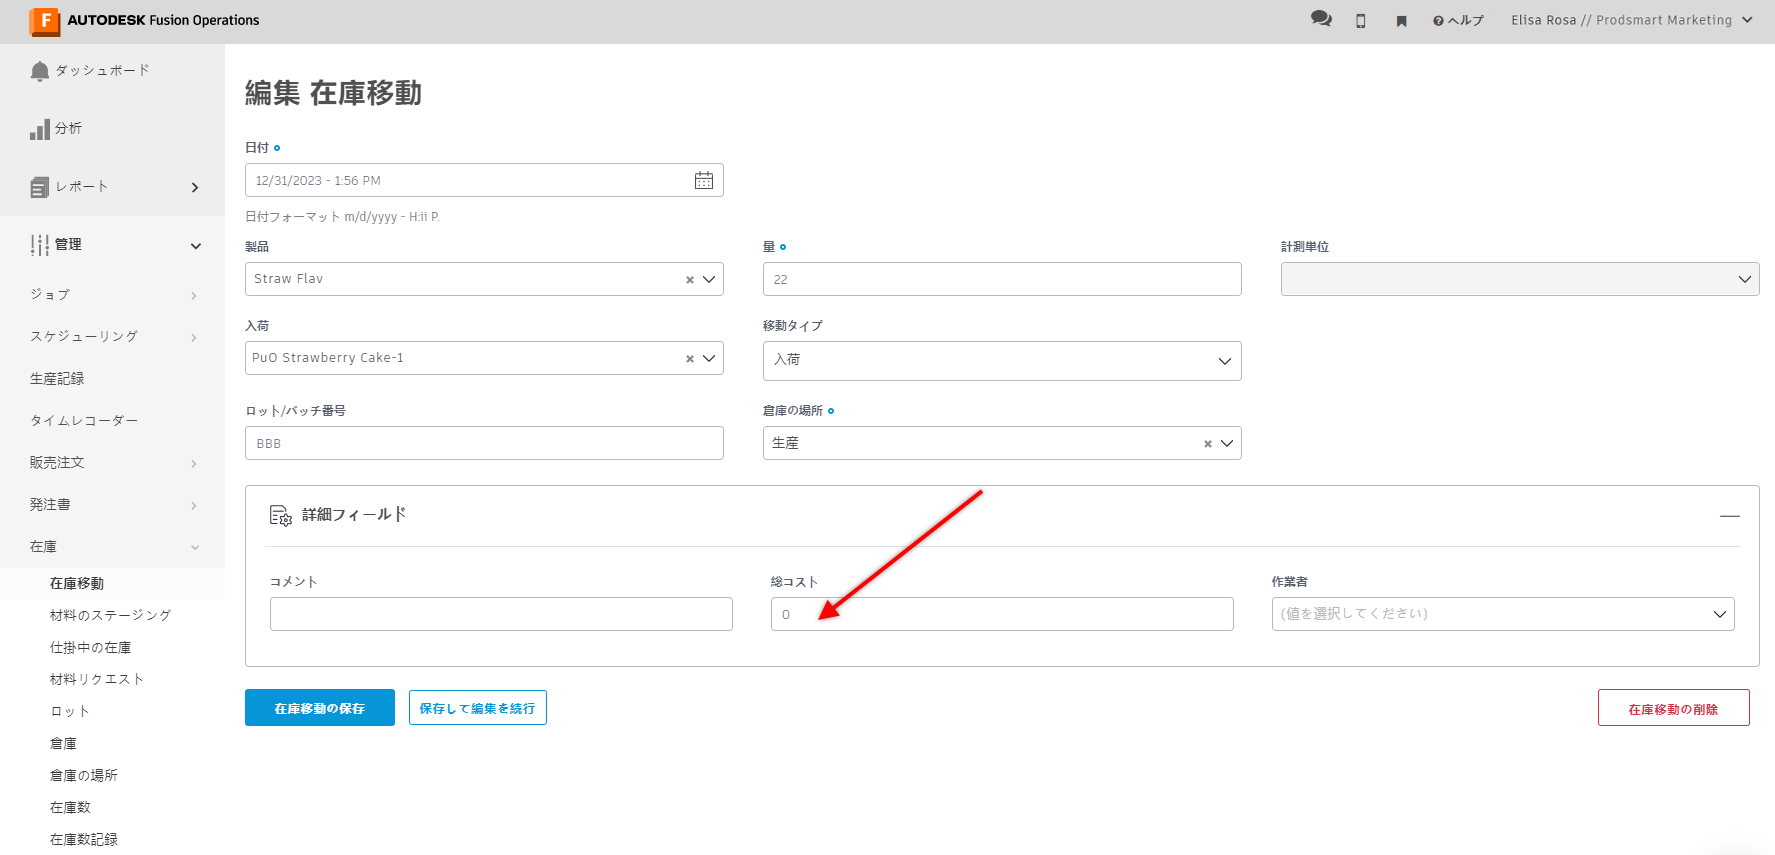 AUTODESK Fusion Operations
ヘルプ
Elisa Rosa // Prodsmart Marketing
ダッシュボード
分析
レポート
管理
ジョブ
スケジューリング
生産記録
タイムレコーダー
販売注文
発注書
在庫
在庫移動
材料のステージング
仕掛中の在庫
材料リクエスト
ロット
倉庫
倉庫の場所
在庫数
在庫数記録
編集 在庫移動
日付
12/31/2023 - 1:56 PM
日付フォーマット m/d/yyyy - H:ii P.
製品
量
計測単位
Straw Flav
22
入荷
移動タイプ
PuO Strawberry Cake-1
入荷
ロット/バッチ番号
倉庫の場所
BBB
生産
詳細フィールド
コメント
総コスト
作業者
0
(値を選択してください)
在庫移動の保存
保存して編集を続行
在庫移動の削除